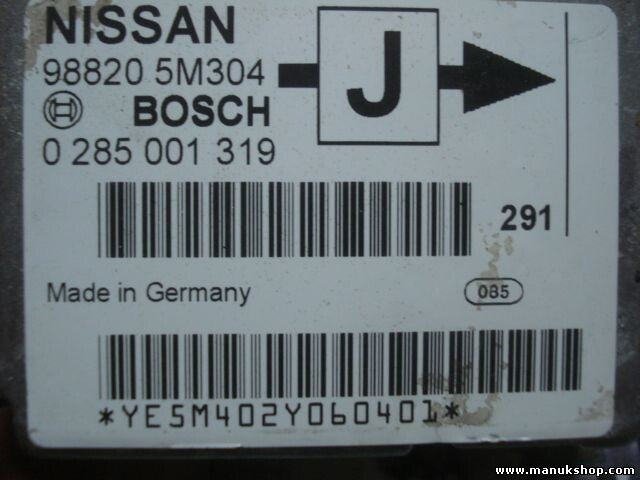 NISSAN
98820 5M304
J
BOSCH
0 285 001 319
291
Made in Germany
085
*YE5M402Y060401*
www.manukshop.com